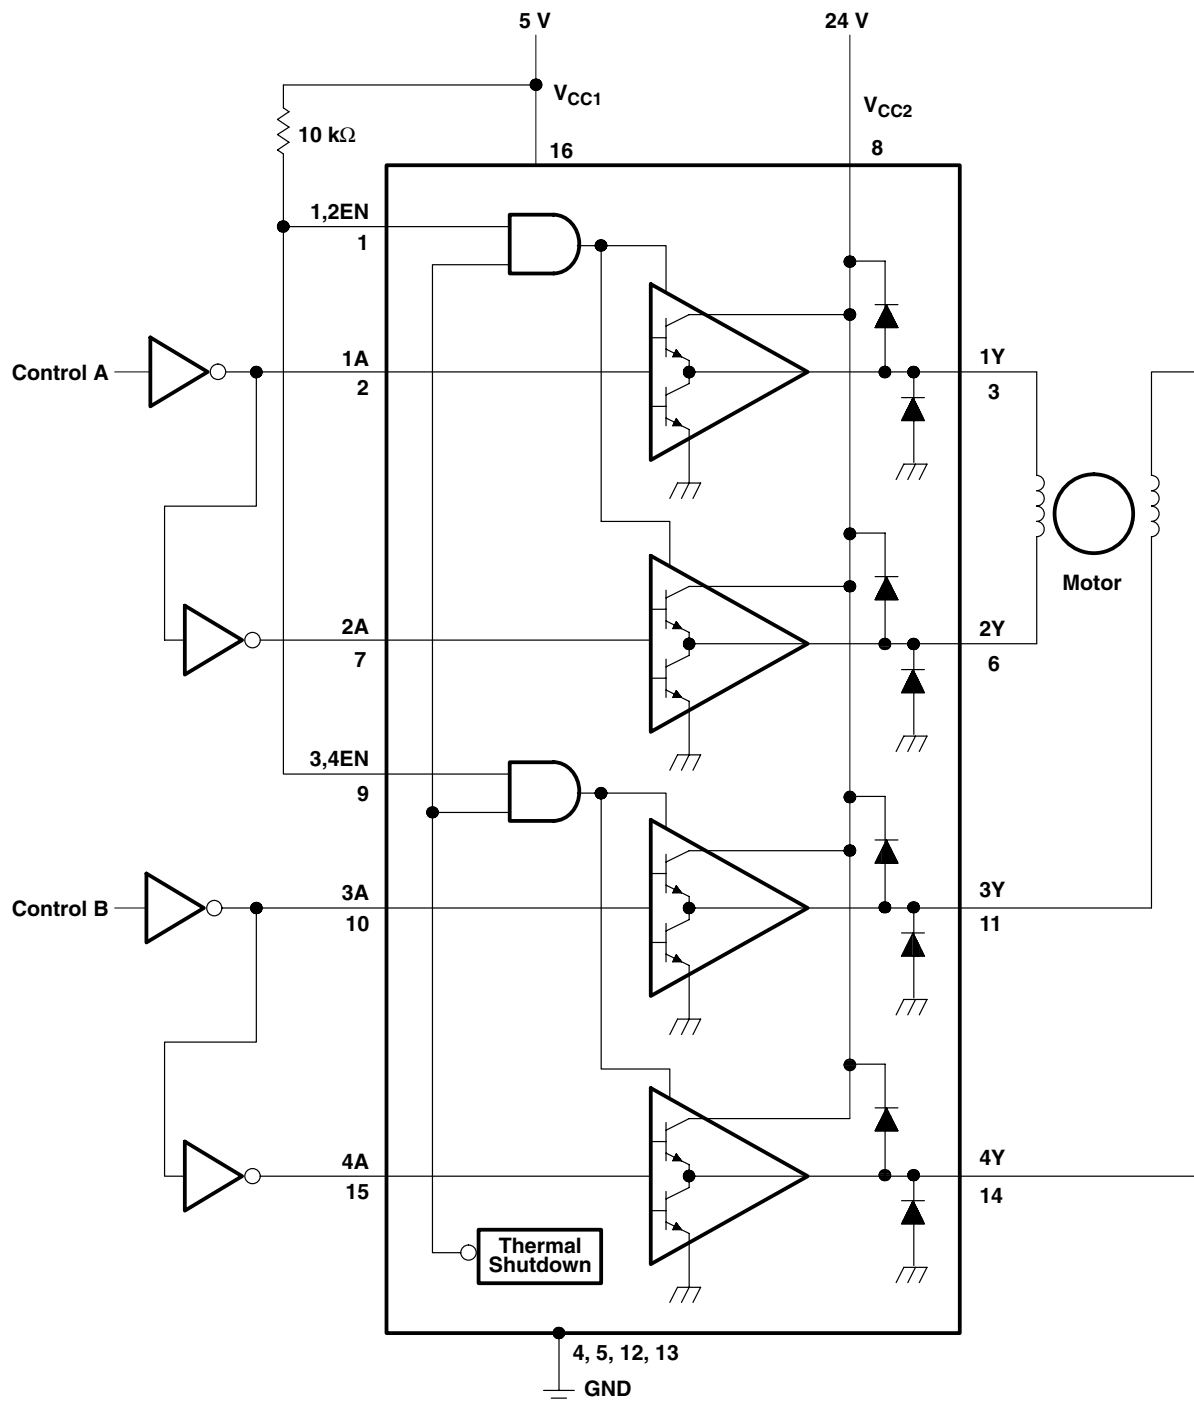 5 V
24 V
VCC1
VCC2
10 kΩ
16
8
1,2EN
1
Control A
1A
2
1Y
3
Motor
2A
7
2Y
6
3,4EN
9
Control B
3A
10
3Y
11
4A
15
4Y
14
Thermal
Shutdown
4, 5, 12, 13
GND